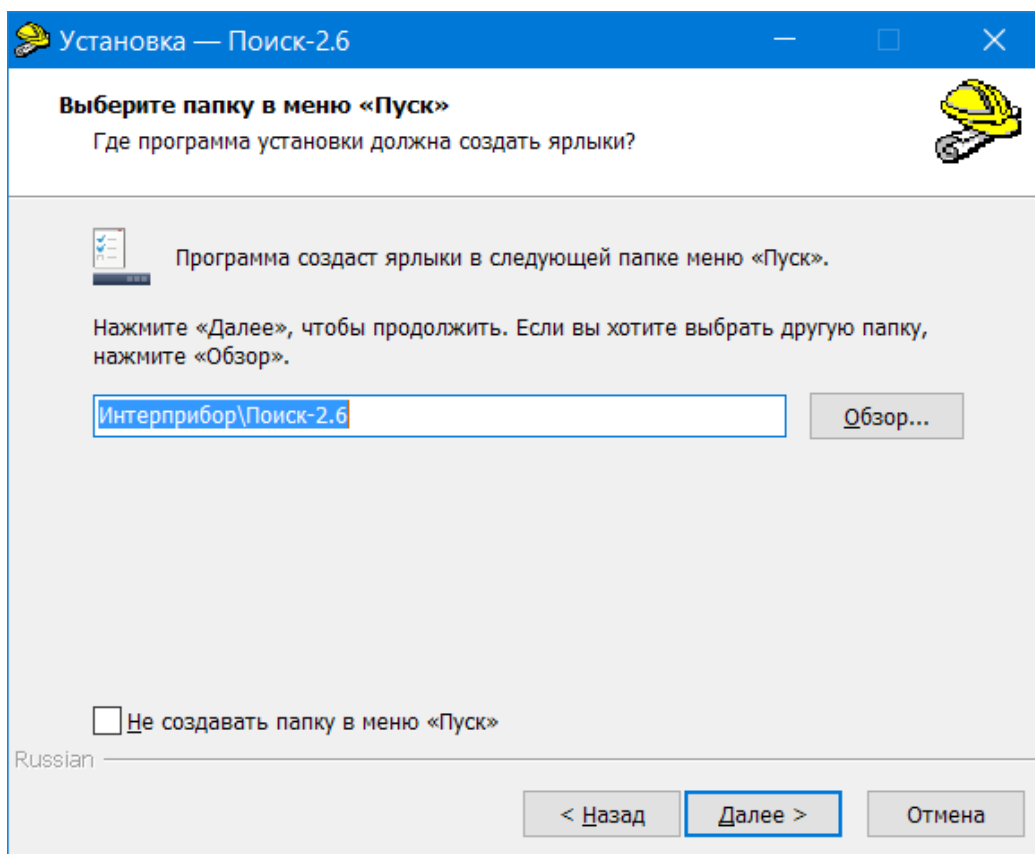 Установка — Поиск-2.6
Выберите папку в меню «Пуск»
Где программа установки должна создать ярлыки?
Программа создаст ярлыки в следующей папке меню «Пуск».
Нажмите «Далее», чтобы продолжить. Если вы хотите выбрать другую папку,
нажмите «Обзор».
Интерприбор\Поиск-2.6
Обзор...
Не создавать папку в меню «Пуск»
Russian
< Назад
Далее >
Отмена